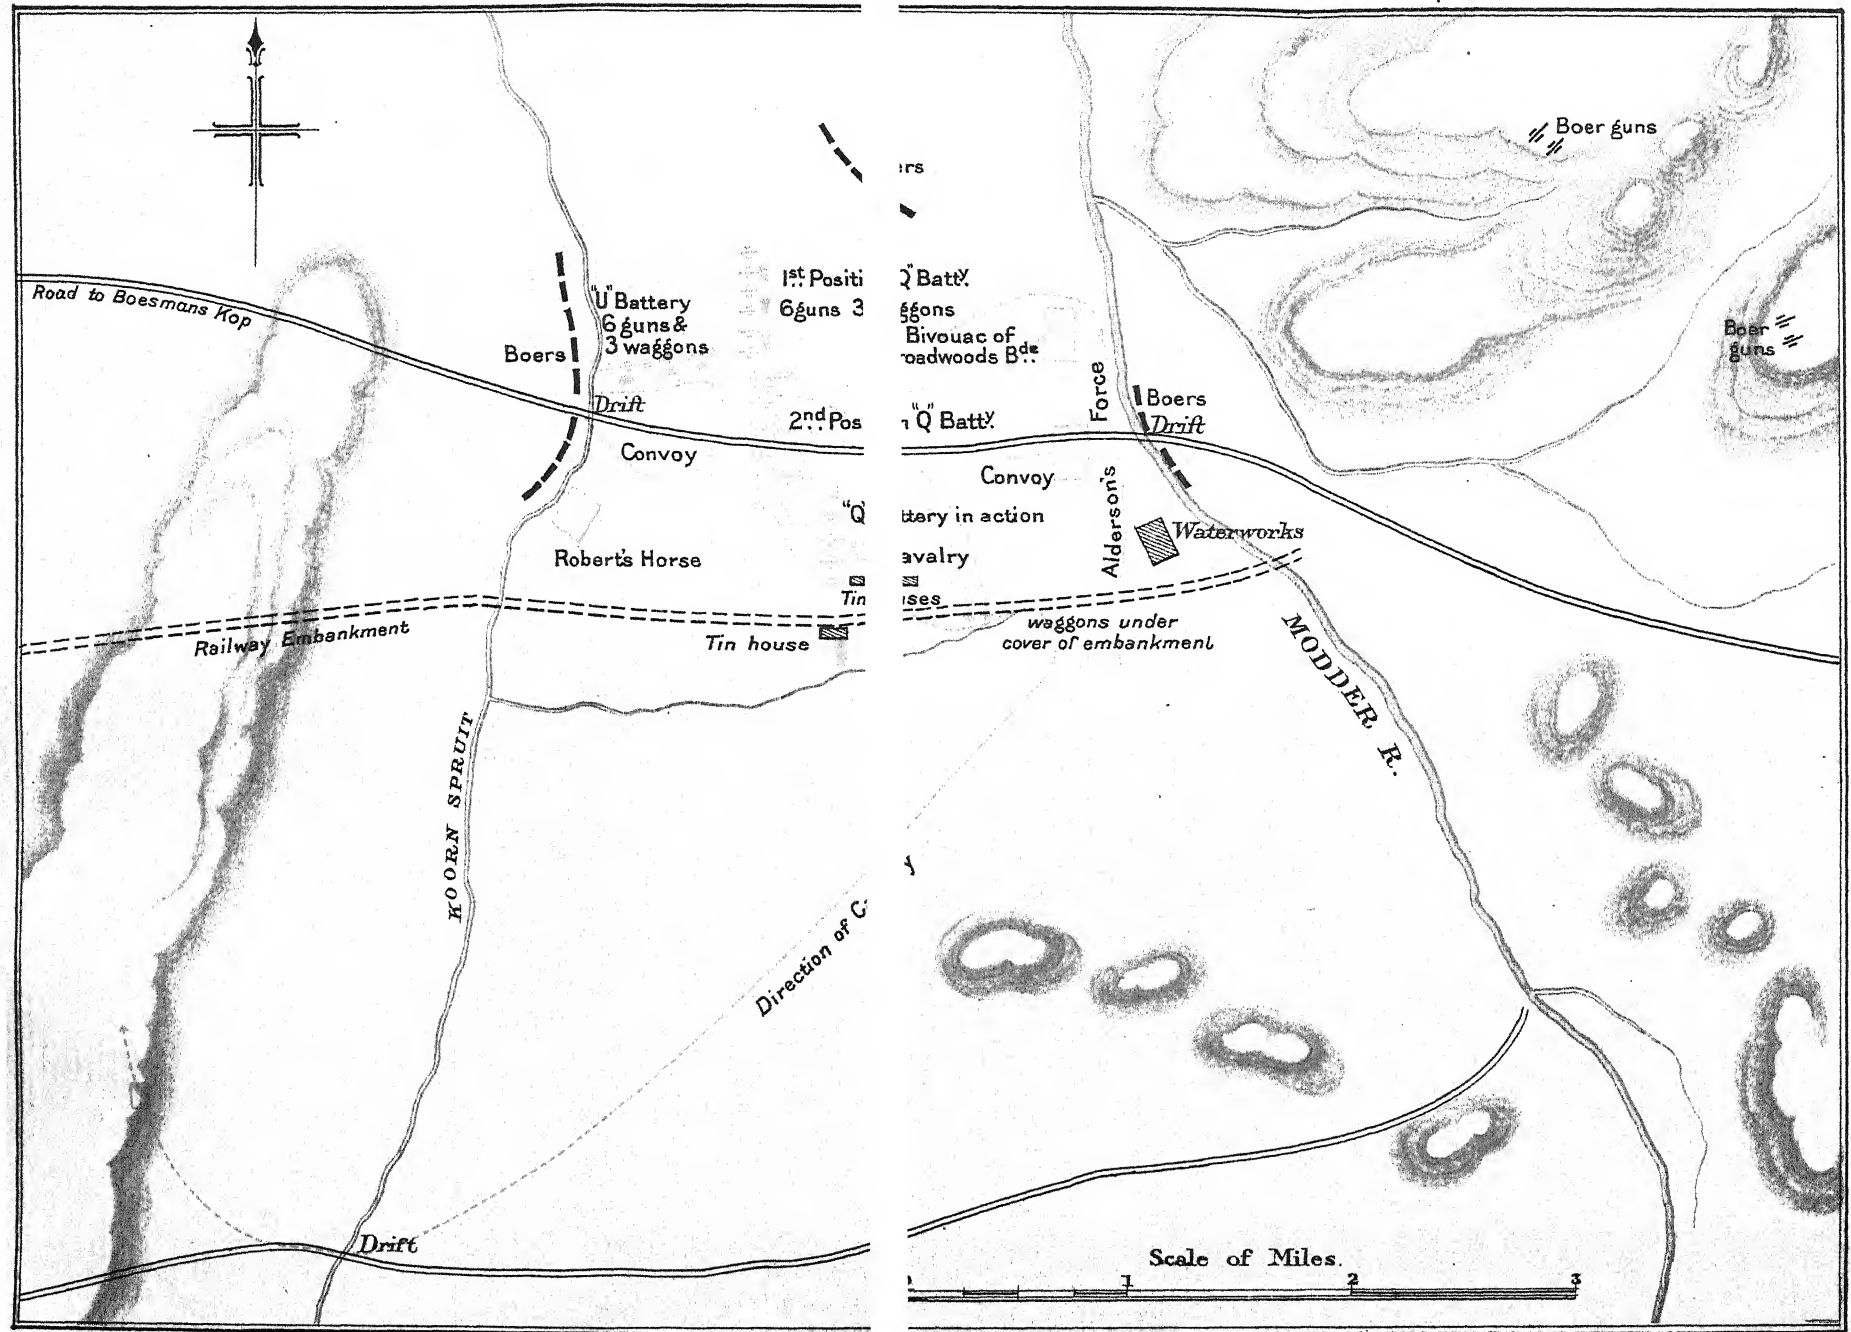 Boer guns
ers
Road to Boesmans Kop
"U" Battery
6 guns &
3 waggons
Boers
1st Positi
6guns 3
Q" Batty.
ggons
Bivouac of
roadwoods Bde
Boer
guns
Drift
Convoy
2nd Pos
n "Q" Batty.
Alderson's Force
Boers
Drift
Convoy
"Q
ttery in action
Waterworks
Robert's Horse
avalry
Tin
uses
Railway Embankment
Tin house
waggons under
cover of embankment
MODDER R.
KOORN SPRUIT
Direction of C
y
Drift
Scale of Miles.
1 2 3